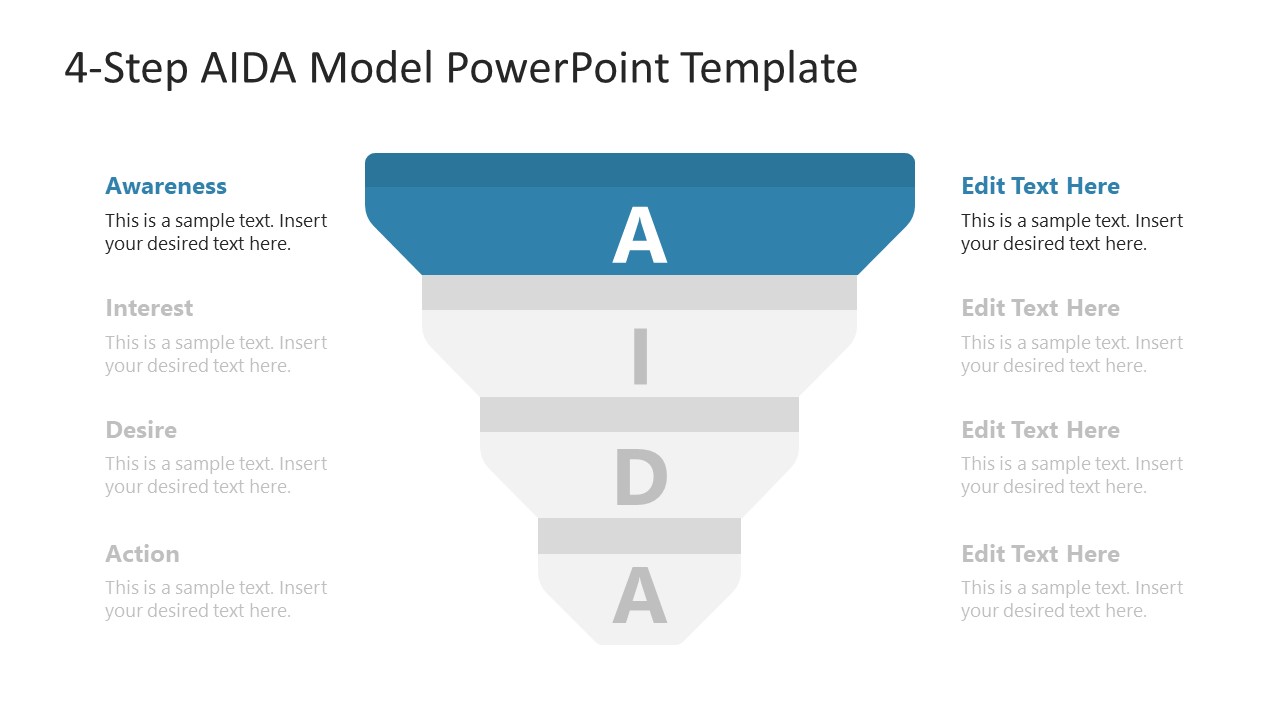 4-Step AIDA Model PowerPoint Template
Awareness
This is a sample text. Insert
your desired text here.
A
Edit Text Here
This is a sample text. Insert
your desired text here.
Interest
This is a sample text. Insert
your desired text here.
I
Edit Text Here
This is a sample text. Insert
your desired text here.
Desire
This is a sample text. Insert
your desired text here.
D
Edit Text Here
This is a sample text. Insert
your desired text here.
Action
This is a sample text. Insert
your desired text here.
A
Edit Text Here
This is a sample text. Insert
your desired text here.